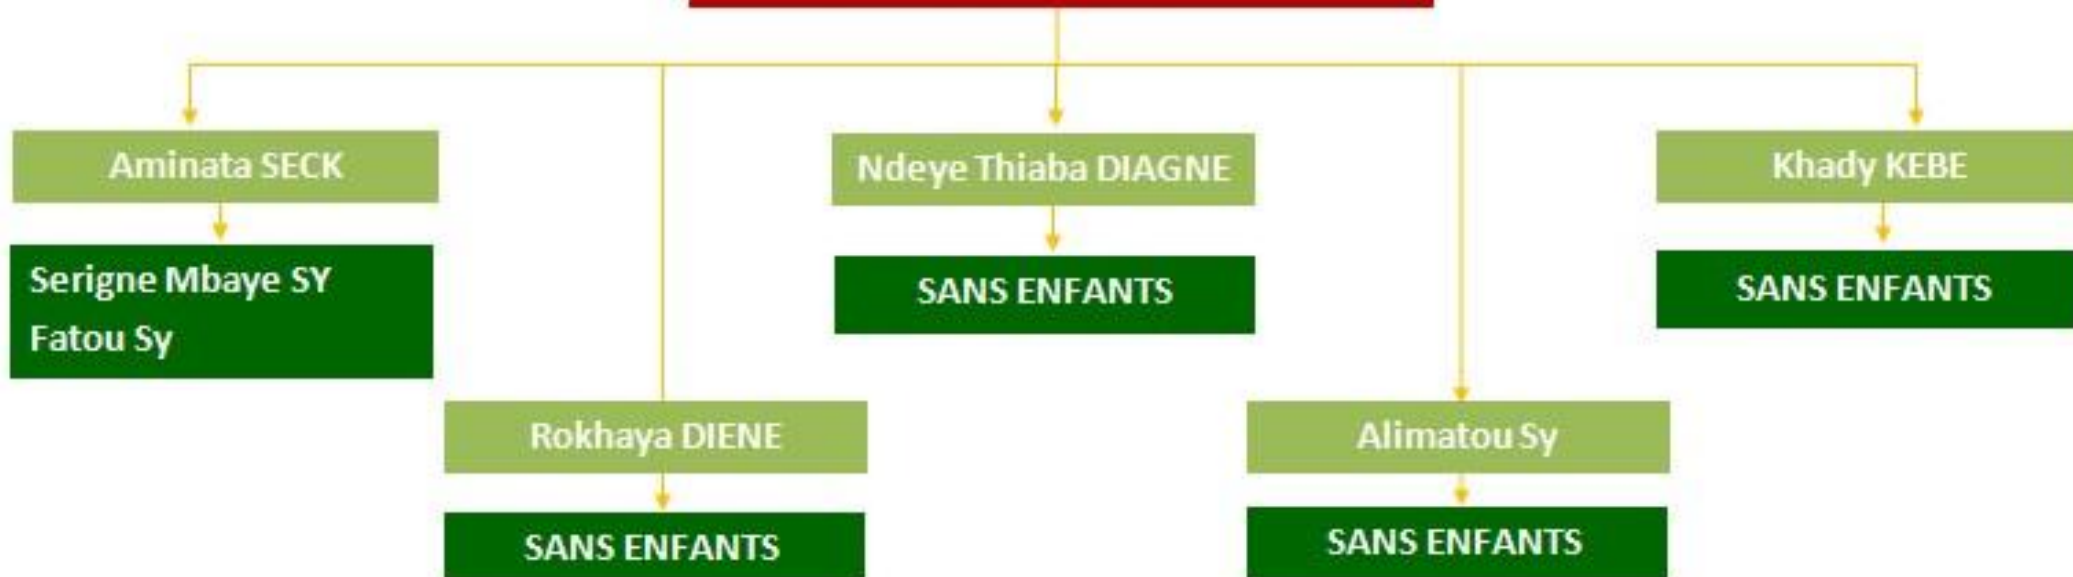 Aminata SECK
Ndeye Thiaba DIAGNE
Khady KEBE
Serigne Mbaye SY
Fatou Sy
SANS ENFANTS
SANS ENFANTS
Rokhaya DIENE
Alimatou Sy
SANS ENFANTS
SANS ENFANTS